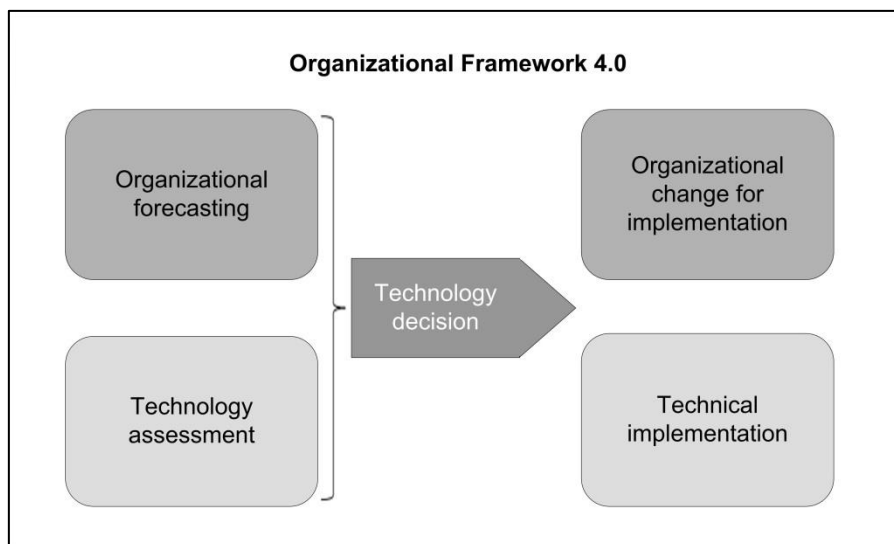 Organizational Framework 4.0
Organizational
forecasting
Technology
assessment
Technology
decision
Organizational
change for
implementation
Technical
implementation